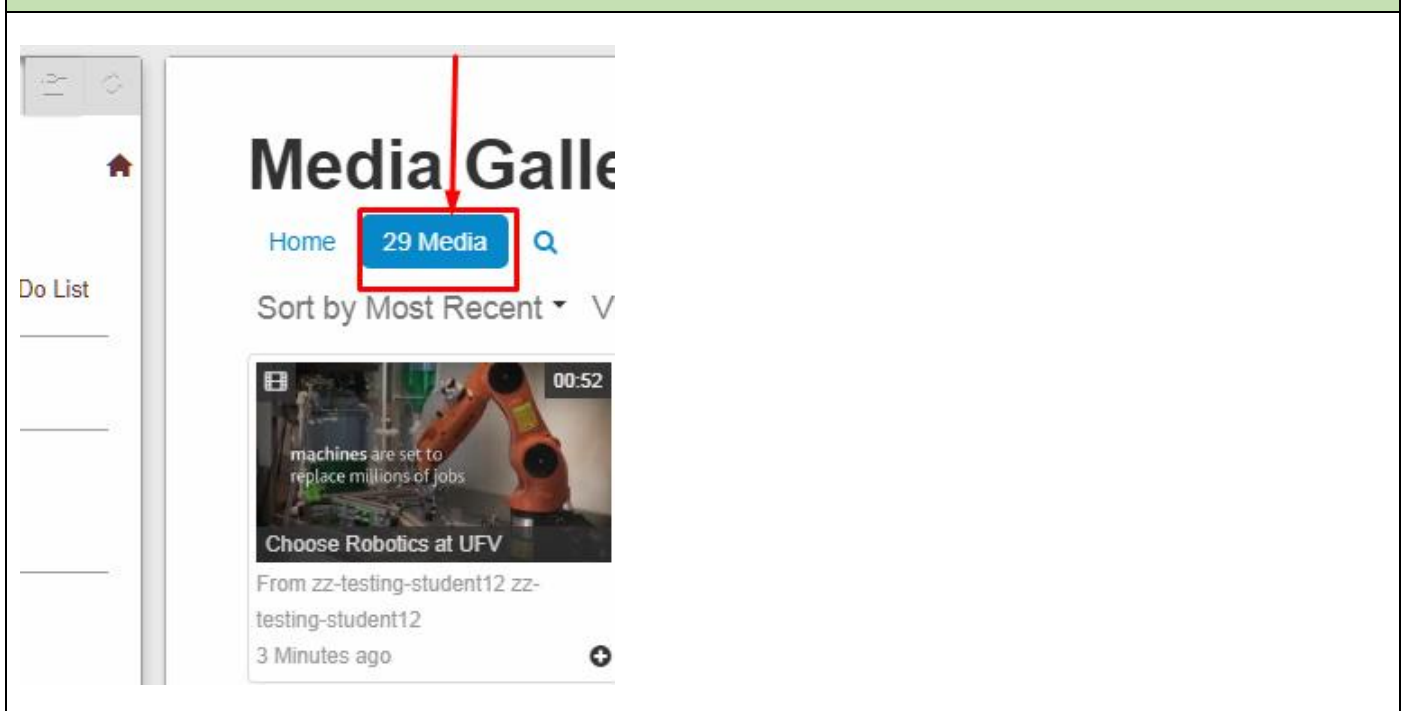 Media Galle
Home 29 Media
Do List
Sort by Most Recent V
00:52
machines are set to
replace millions of jobs
Choose Robotics at UFV
From zz-testing-student12 zz-
testing-student12
3 Minutes ago